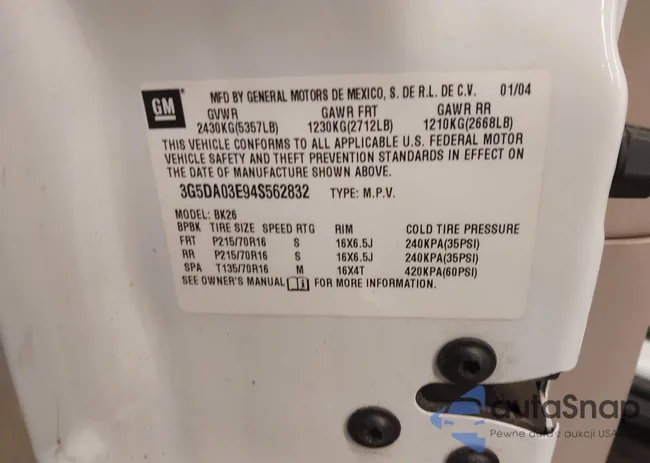 GM
MFD BY GENERAL MOTORS DE MEXICO, S. DE R.L. DE C.V. 01/04
GVWR GAWR FRT GAWR RR
2430KG(5357LB) 1230KG(2712LB) 1210KG(2668LB)
THIS VEHICLE CONFORMS TO ALL APPLICABLE U.S. FEDERAL MOTOR
VEHICLE SAFETY AND THEFT PREVENTION STANDARDS IN EFFECT ON
THE DATE OF MANUFACTURE SHOWN ABOVE.
3G5DA03E94S562832 TYPE: M.P.V.
MODEL: BK26
BPBK TIRE SIZE SPEED RTG RIM COLD TIRE PRESSURE
FRT P215/70R16 S 16X6.5J 240KPA(35PSI)
RR P215/70R16 S 16X6.5J 240KPA(35PSI)
SPA T135/70R16 M 16X4T 420KPA(60PSI)
SEE OWNER'S MANUAL FOR MORE INFORMATION.
autaSnap
Pewne auta z aukcji USA